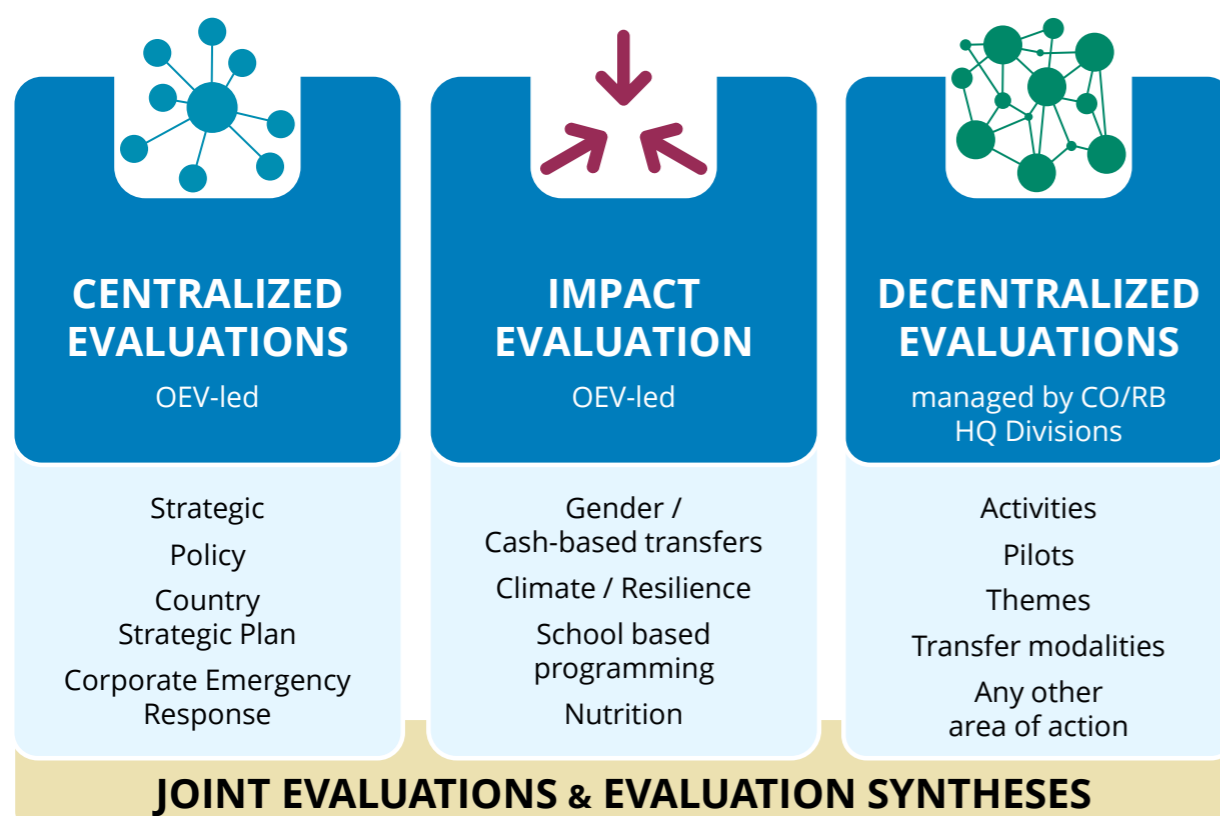 CENTRALIZED
EVALUATIONS
OEV-led
Strategic
Policy
Country
Strategic Plan
Corporate Emergency
Response
IMPACT
EVALUATION
OEV-led
Gender /
Cash-based transfers
Climate / Resilience
School based
programming
Nutrition
DECENTRALIZED
EVALUATIONS
managed by CO/RB
HQ Divisions
Activities
Pilots
Themes
Transfer modalities
Any other
area of action
JOINT EVALUATIONS & EVALUATION SYNTHESES